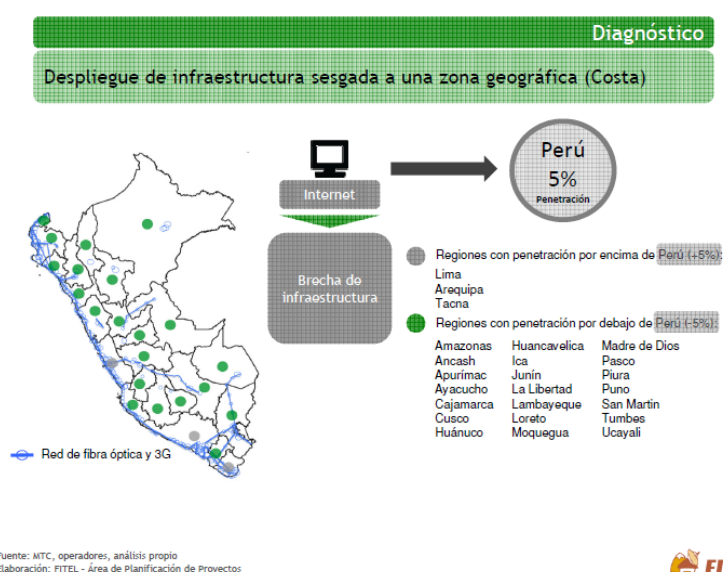 Diagnóstico
Despliegue de infraestructura sesgada a una zona geográfica (Costa)
Internet
Perú
5%
Penetración
Brecha de
infraestructura
Regiones con penetración por encima de Perú (+5%):
Lima
Arequipa
Tacna
Regiones con penetración por debajo de Perú (-5%):
Amazonas Huancavelica Madre de Dios
Ancash Ica Pasco
Apurímac Junín Piura
Ayacucho La Libertad Puno
Cajamarca Lambayeque San Martin
Cusco Loreto Tumbes
Huánuco Moquegua Ucayali
Red de fibra óptica y 3G
Fuente: MTC, operadores, análisis propio
Elaboración: FITEL - Área de Planificación de Proyectos